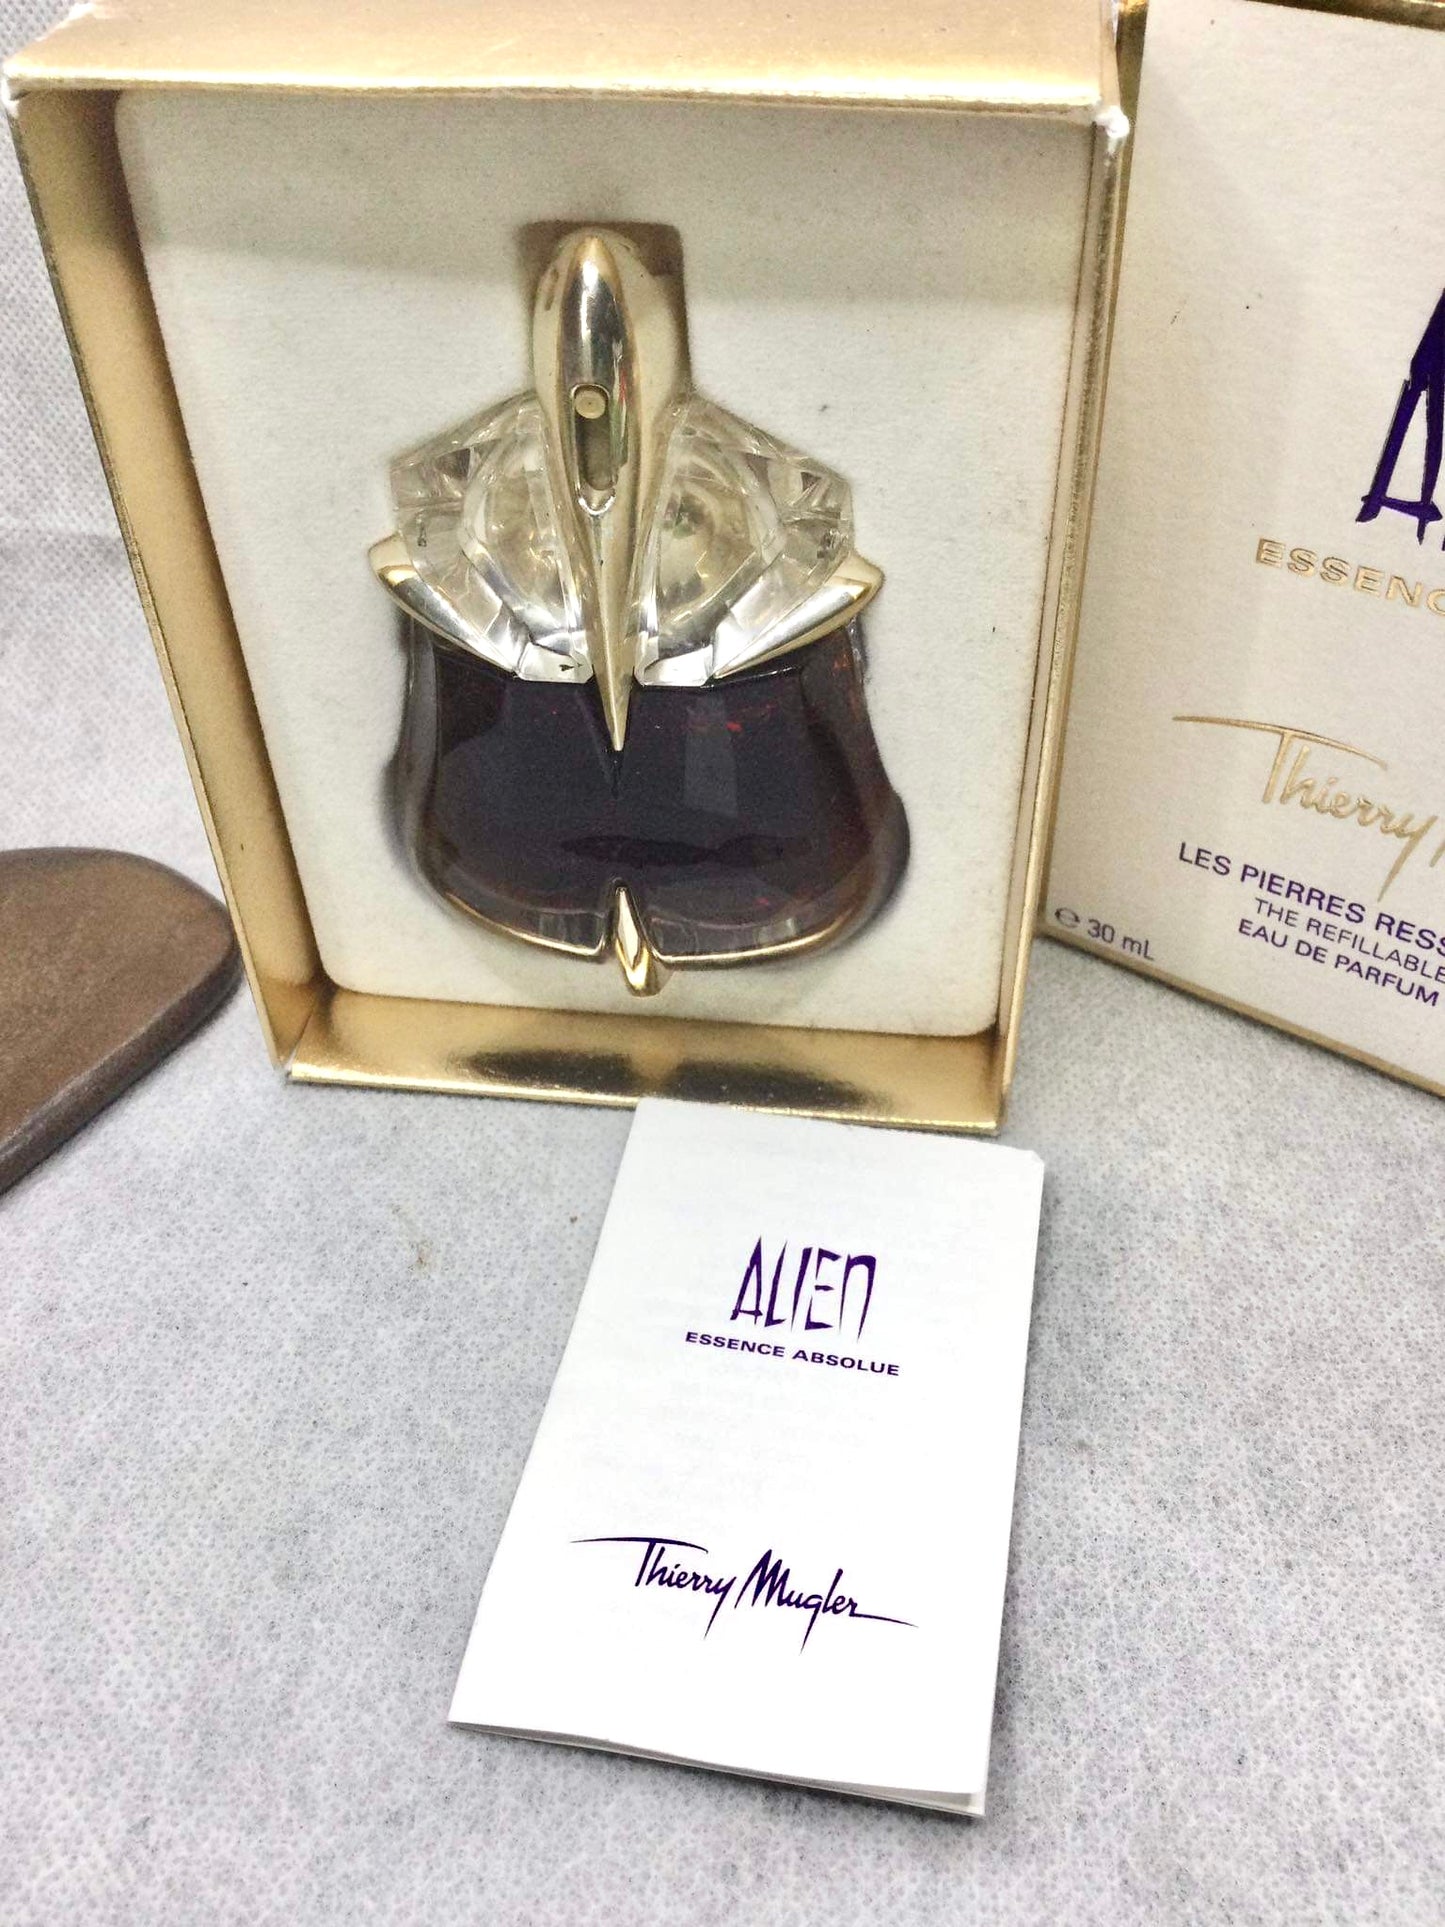 ESSENC
Thierry
LES PIERRES RESS
THE REFILLABLE
EAU DE PARFUM
e 30 mL
ALIEN
ESSENCE ABSOLUE
Thierry Mugler